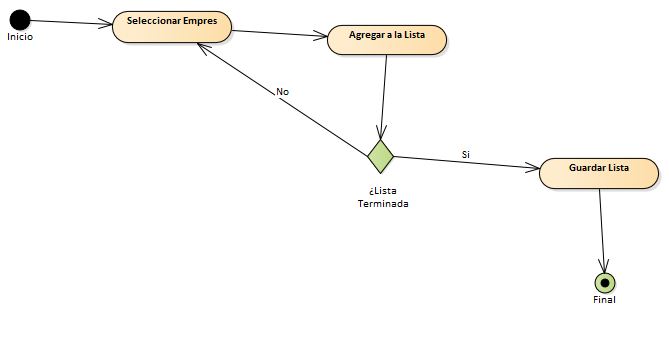 Inicio
Seleccionar Empres
Agregar a la Lista
No
Si
¿Lista
Terminada
Guardar Lista
Final